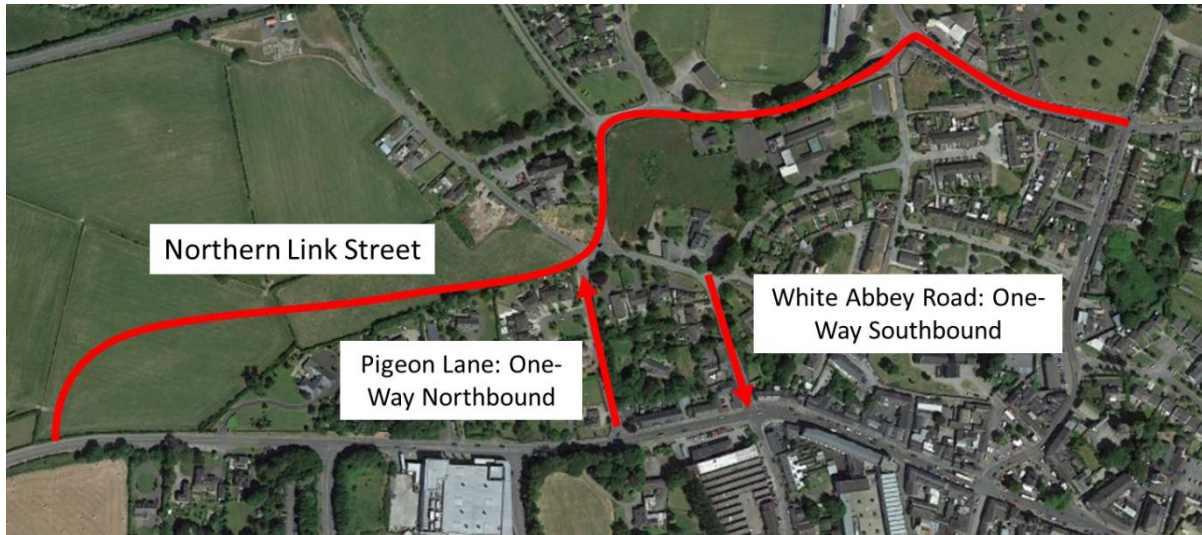 Northern Link Street
White Abbey Road: One-
Way Southbound
Pigeon Lane: One-
Way Northbound